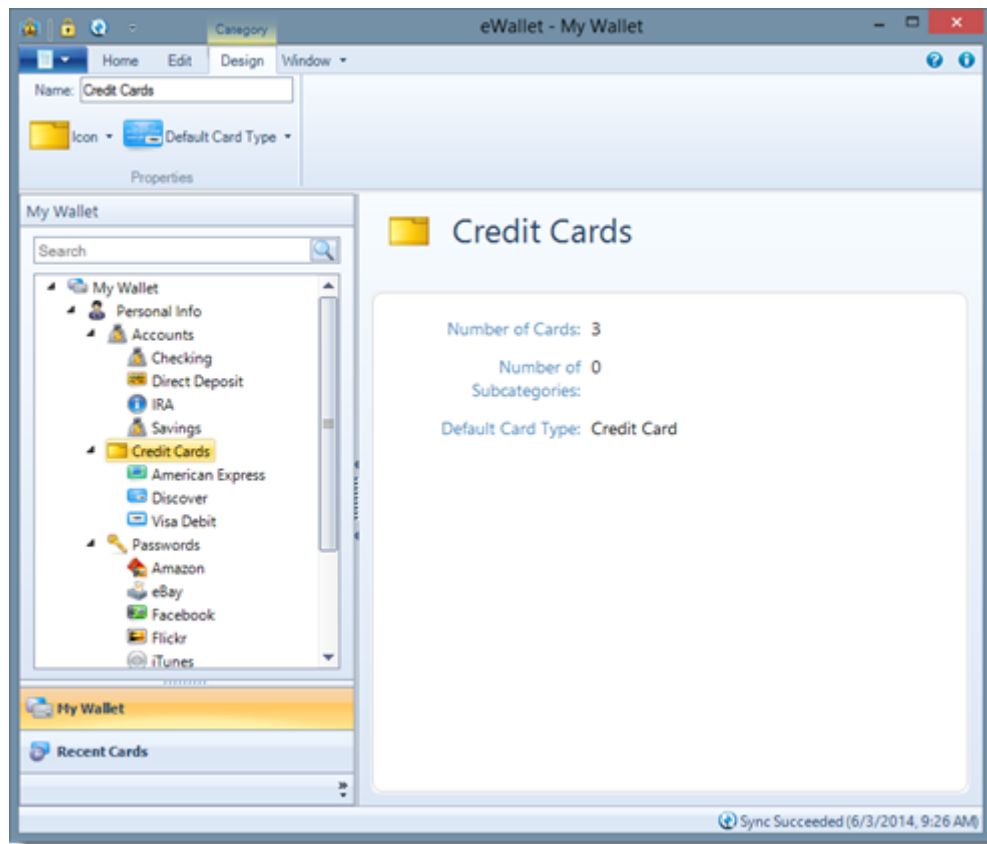 Category
eWallet - My Wallet
Home Edit Design Window
Name: Credit Cards
Icon Default Card Type
Properties
My Wallet
Search
My Wallet
Personal Info
Accounts
Checking
Direct Deposit
IRA
Savings
Credit Cards
American Express
Discover
Visa Debit
Passwords
Amazon
eBay
Facebook
Flickr
iTunes
My Wallet
Recent Cards
Credit Cards
Number of Cards: 3
Number of 0
Subcategories:
Default Card Type: Credit Card
Sync Succeeded (6/3/2014, 9:26 AM)